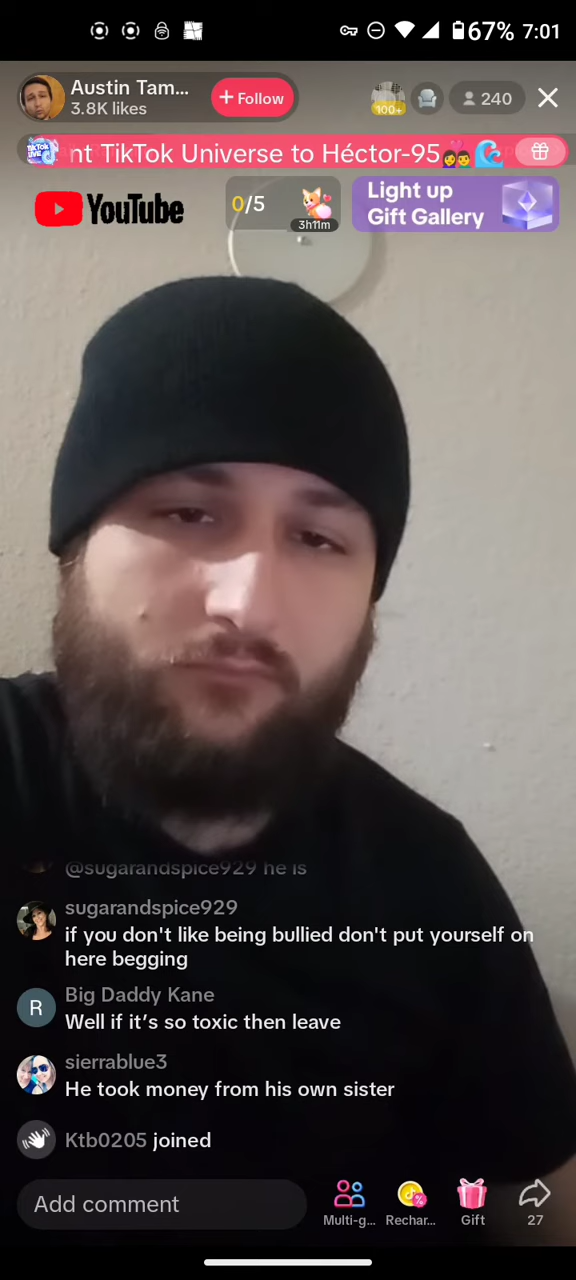 67% 7:01
Austin Tam...
3.8K likes
+ Follow
100+
240
TikTok LIVE
nt TikTok Universe to Héctor-95
YouTube
0/5
3h11m
Light up
Gift Gallery
@sugarandspice929 he is
sugarandspice929
if you don't like being bullied don't put yourself on
here begging
R
Big Daddy Kane
Well if it’s so toxic then leave
sierrablue3
He took money from his own sister
Ktb0205 joined
Add comment
Multi-g...
Rechar...
Gift
27